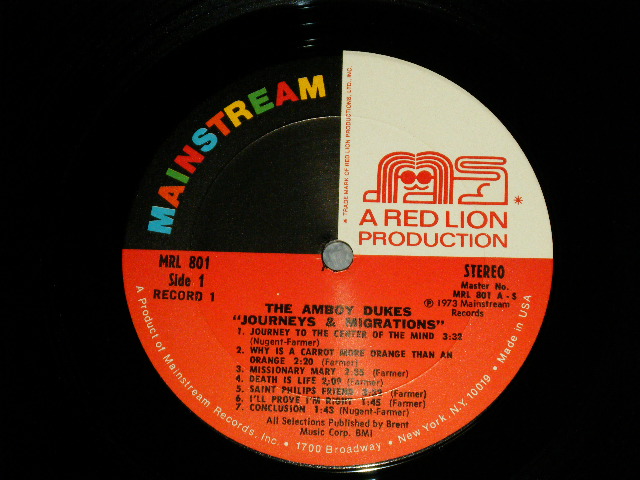 MAINSTREAM
* TRADE MARK OF RED LION PRODUCTIONS, LTD., INC.
*
A RED LION
PRODUCTION
MRL 801
Side 1
RECORD 1
STEREO
Master No.
MRL 801 A - S
℗ 1973 Mainstream
Records
THE AMBOY DUKES
"JOURNEYS & MIGRATIONS"
1. JOURNEY TO THE CENTER OF THE MIND 3:32
(Nugent-Farmer)
2. WHY IS A CARROT MORE ORANGE THAN AN
ORANGE 2:20 (Farmer)
3. MISSIONARY MARY 2:35 (Farmer)
4. DEATH IS LIFE 2:09 (Farmer)
5. SAINT PHILIPS FRIEND 3:32 (Farmer)
6. I'LL PROVE I'M RIGHT 1:45 (Farmer)
7. CONCLUSION 1:43 (Nugent-Farmer)
All Selections Published by Brent
Music Corp. BMI
A Product of Mainstream Records, Inc. • 1700 Broadway • New York, N.Y. 10019 • Made in USA